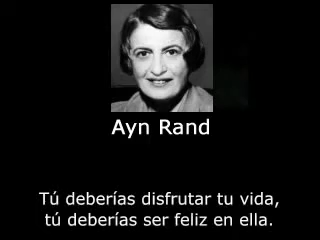 Ayn Rand
Tú deberías disfrutar tu vida,
tú deberías ser feliz en ella.